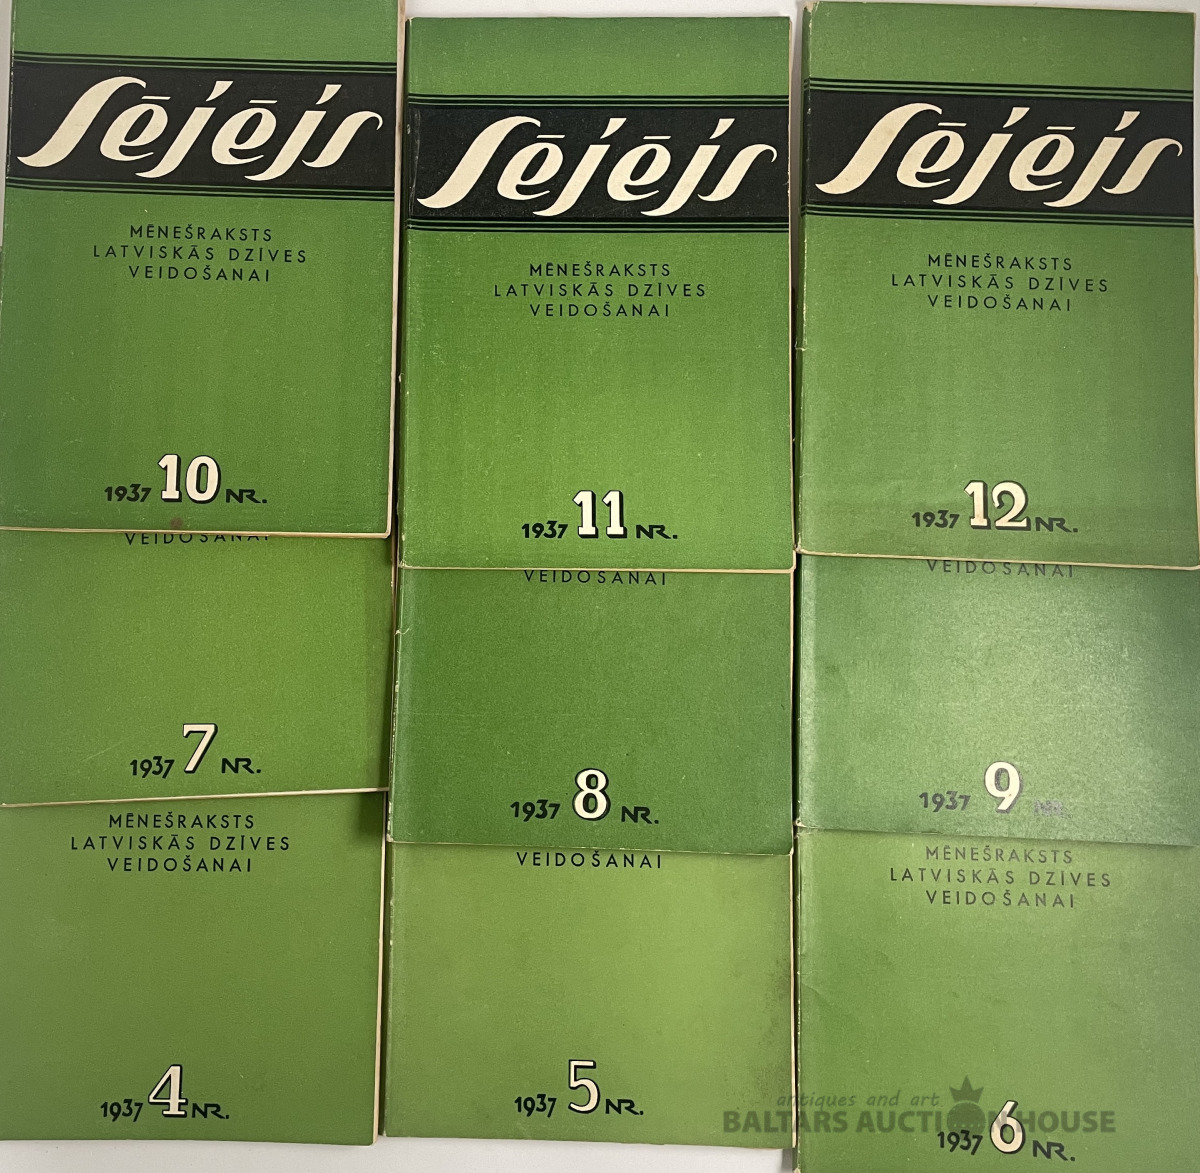 Sējējs
MĒNEŠRAKSTS
LATVISKĀS DZĪVES
VEIDOŠANAI
1937 10 NR.
Sējējs
MĒNEŠRAKSTS
LATVISKĀS DZĪVES
VEIDOŠANAI
1937 11 NR.
Sējējs
MĒNEŠRAKSTS
LATVISKĀS DZĪVES
VEIDOŠANAI
1937 12 NR.
VEIDOŠANAI
1937 7 NR.
VEIDOŠANAI
1937 8 NR.
VEIDOŠANAI
1937 9 NR.
MĒNEŠRAKSTS
LATVISKĀS DZĪVES
VEIDOŠANAI
1937 4 NR.
VEIDOŠANAI
1937 5 NR.
MĒNEŠRAKSTS
LATVISKĀS DZĪVES
VEIDOŠANAI
1937 6 NR.
antiques and art
BALTARS AUCTION HOUSE